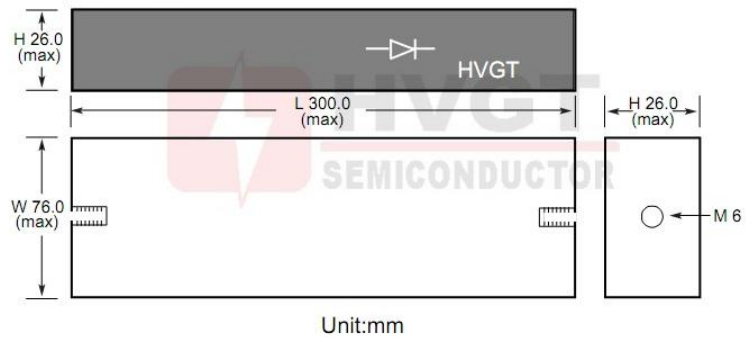 H 26.0
(max)
HVGT
L 300.0
(max)
H 26.0
(max)
HVGT
SEMICONDUCTOR
W 76.0
(max)
M 6
Unit:mm